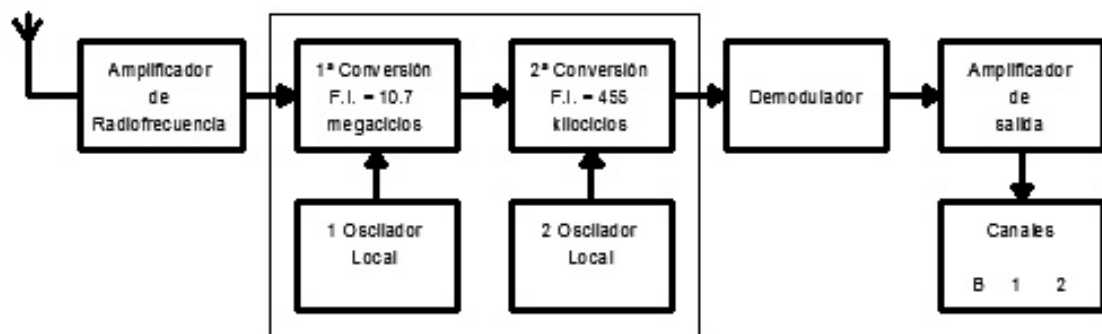 Amplificador
de
Radiofrecuencia
1ª Conversión
F.I. = 10.7
megaciclos
2ª Conversión
F.I. = 455
kilociclos
Demodulador
Amplificador
de
salida
1 Oscilador
Local
2 Oscilador
Local
Canales
B 1 2